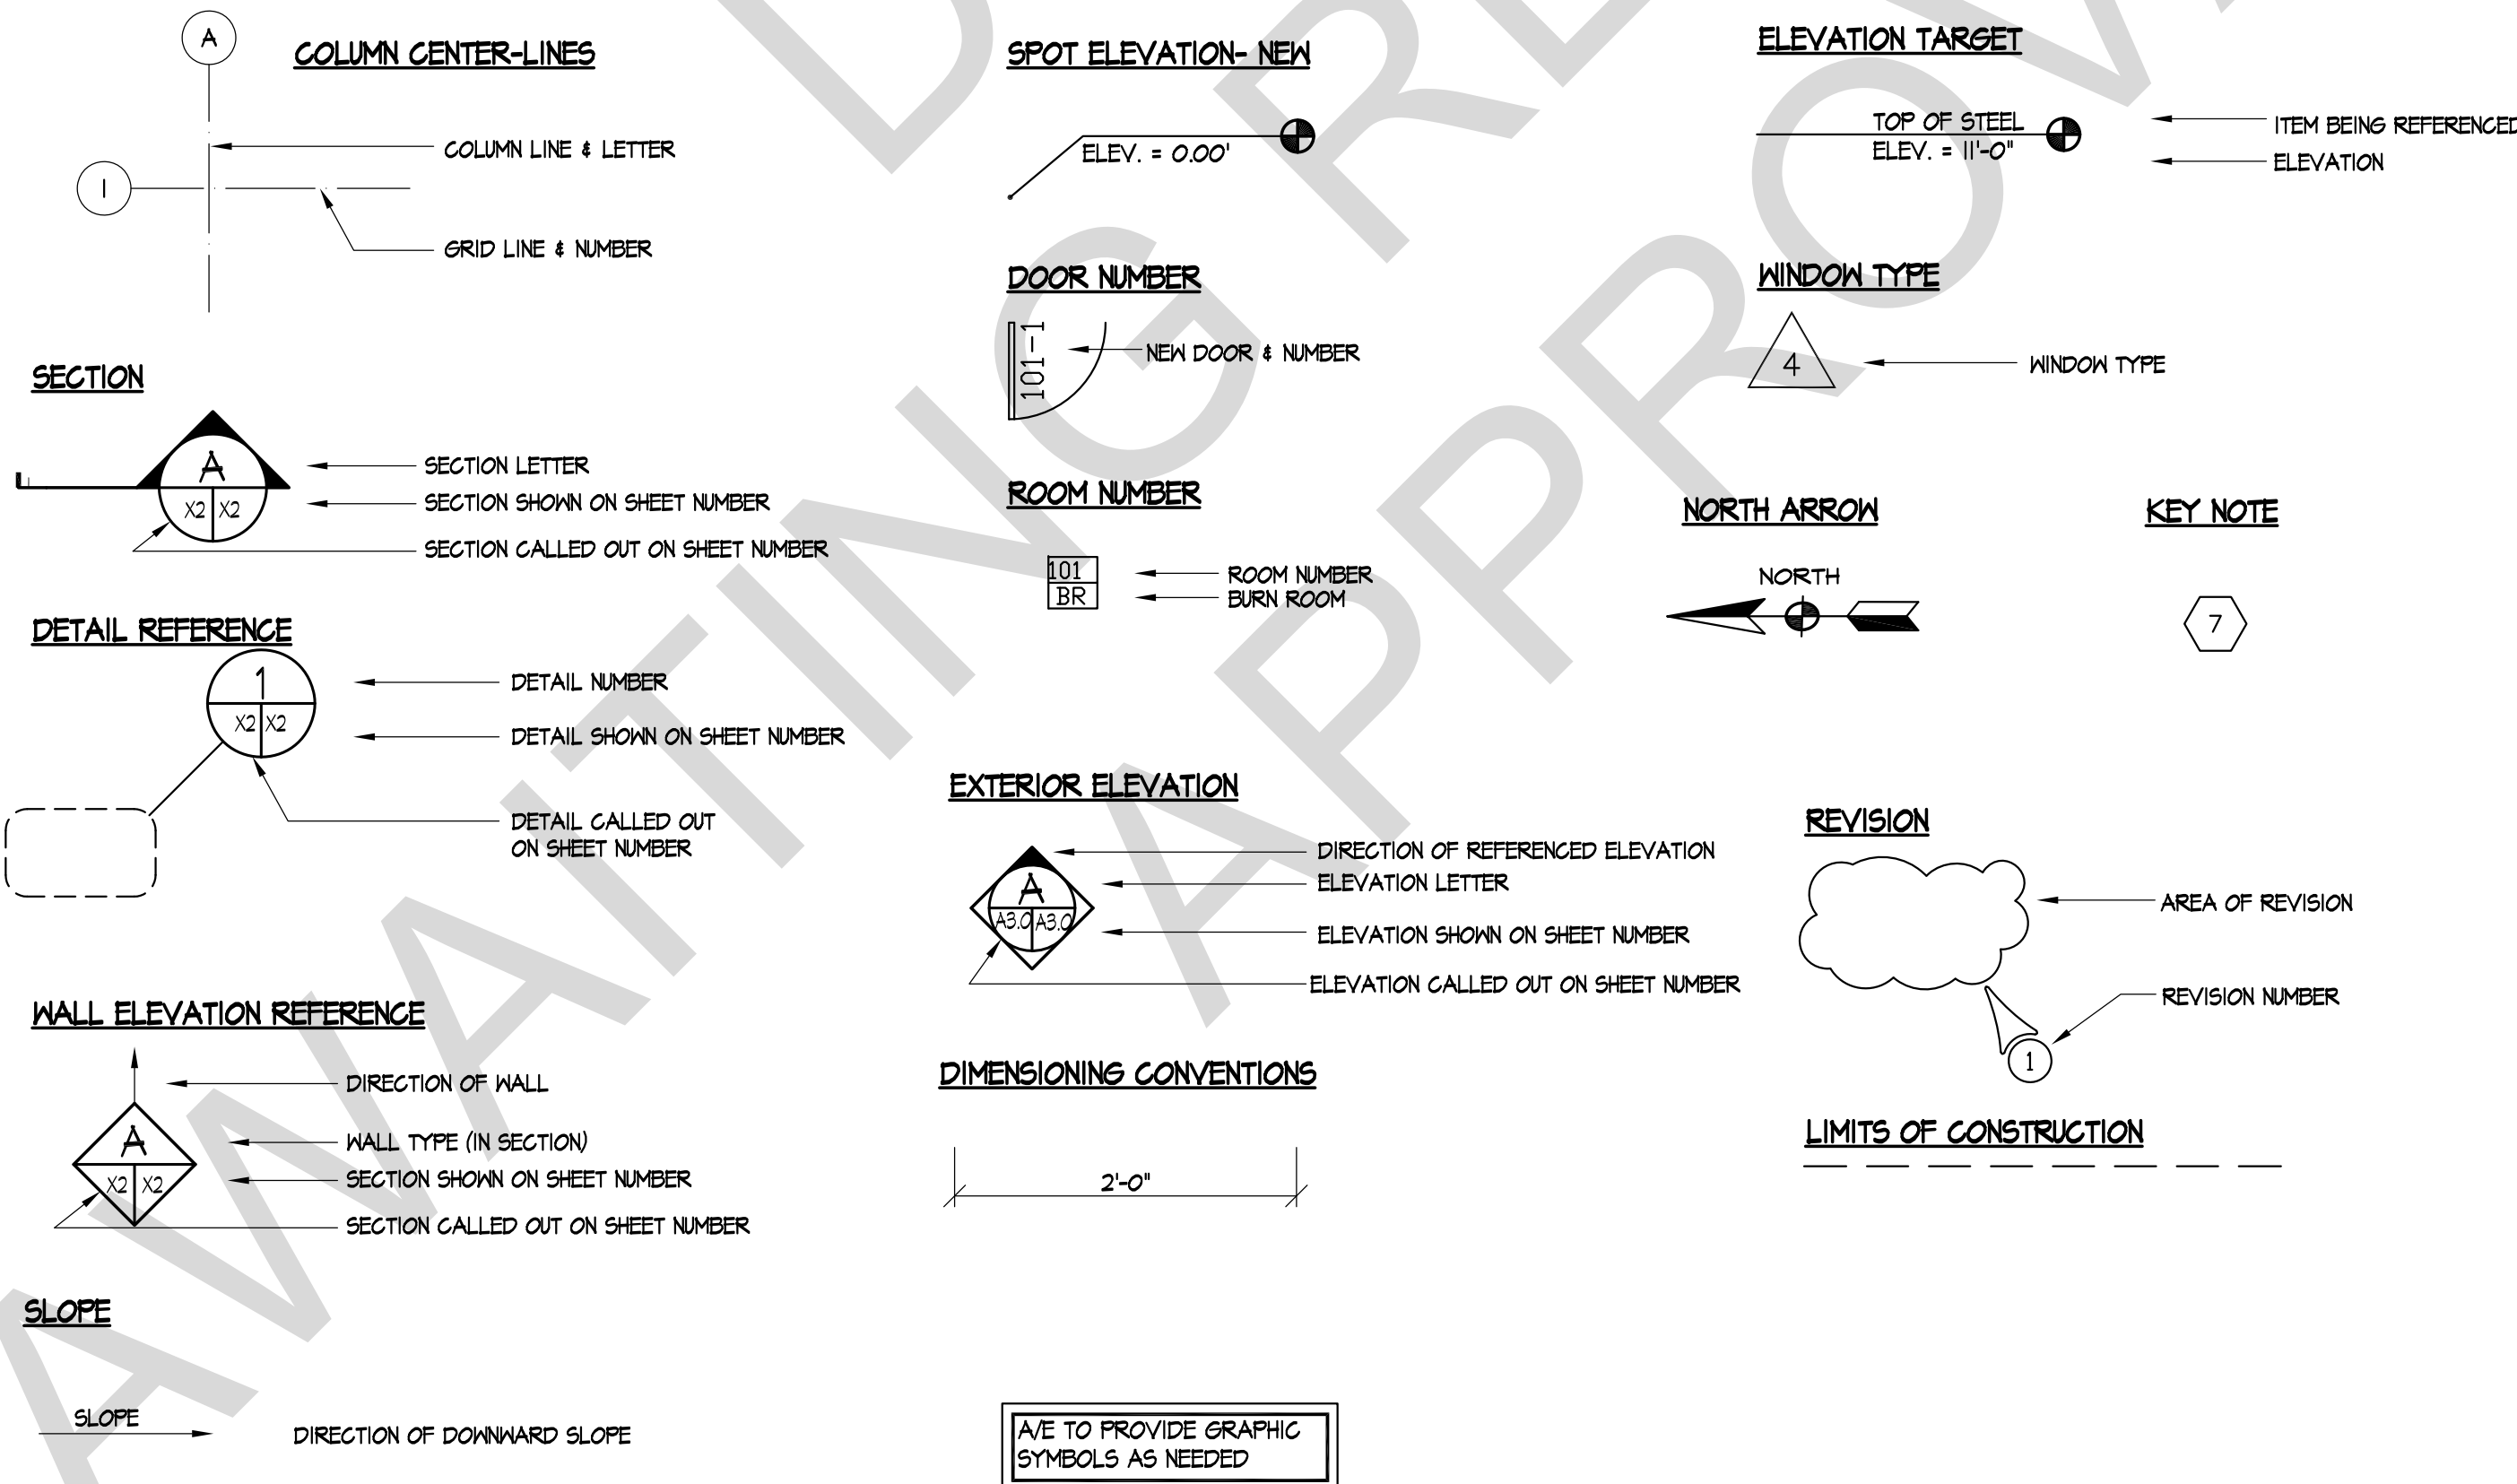 A
COLUMN CENTER-LINES
COLUMN LINE & LETTER
1
GRID LINE & NUMBER
SECTION
A
X2 X2
SECTION LETTER
SECTION SHOWN ON SHEET NUMBER
SECTION CALLED OUT ON SHEET NUMBER
DETAIL REFERENCE
1
X2 X2
DETAIL NUMBER
DETAIL SHOWN ON SHEET NUMBER
DETAIL CALLED OUT
ON SHEET NUMBER
WALL ELEVATION REFERENCE
DIRECTION OF WALL
A
X2 X2
WALL TYPE (IN SECTION)
SECTION SHOWN ON SHEET NUMBER
SECTION CALLED OUT ON SHEET NUMBER
SLOPE
SLOPE
DIRECTION OF DOWNWARD SLOPE
SPOT ELEVATION- NEW
ELEV. = 0.00'
DOOR NUMBER
101-1
NEW DOOR & NUMBER
ROOM NUMBER
101
BR
ROOM NUMBER
BURN ROOM
EXTERIOR ELEVATION
A
A3.0 A3.0
DIRECTION OF REFERENCED ELEVATION
ELEVATION LETTER
ELEVATION SHOWN ON SHEET NUMBER
ELEVATION CALLED OUT ON SHEET NUMBER
DIMENSIONING CONVENTIONS
2'-0"
A/E TO PROVIDE GRAPHIC
SYMBOLS AS NEEDED
ELEVATION TARGET
TOP OF STEEL
ELEV. = 11'-0"
ITEM BEING REFERENCED
ELEVATION
WINDOW TYPE
4
WINDOW TYPE
NORTH ARROW
NORTH
KEY NOTE
7
REVISION
AREA OF REVISION
REVISION NUMBER
1
LIMITS OF CONSTRUCTION
AWAITING
APPROV